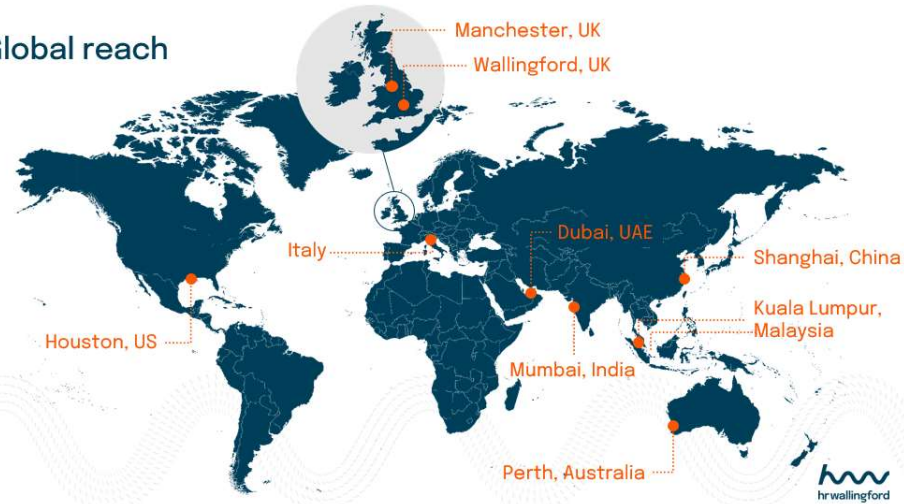 Global reach
Manchester, UK
Wallingford, UK
Italy
Dubai, UAE
Shanghai, China
Kuala Lumpur,
Malaysia
Houston, US
Mumbai, India
Perth, Australia
hrwallingford